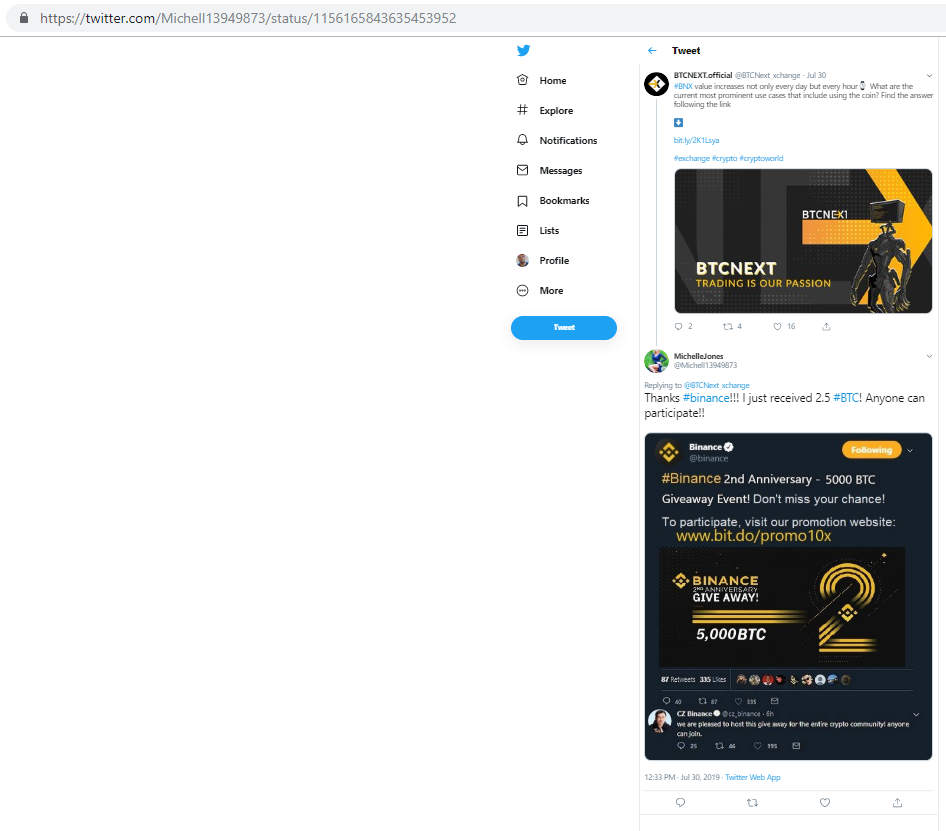 https://twitter.com/Michell13949873/status/1156165843635453952
Home
Explore
Notifications
Messages
Bookmarks
Lists
Profile
More
Tweet
Tweet
BTCNEXT.official @BTCNext_xchange · Jul 30
#BNX value increases not only every day but every hour What are the
current most prominent use cases that include using the coin? Find the answer
following the link
bit.ly/2K1Lsya
#exchange #crypto #cryptoworld
BTCNEXT
BTCNEXT
TRADING IS OUR PASSION
2 4 16
MichelleJones
@Michell13949873
Replying to @BTCNext_xchange
Thanks #binance!!! I just received 2.5 #BTC! Anyone can
participate!!
Binance
@binance
Following
#Binance 2nd Anniversary - 5000 BTC
Giveaway Event! Don't miss your chance!
To participate, visit our promotion website:
www.bit.do/promo10x
BINANCE
2ND ANNIVERSARY
GIVE AWAY!
5,000BTC
2
87 Retweets 335 Likes
40 87 335
CZ Binance @cz_binance · 6h
we are pleased to host this give away for the entire crypto community! anyone
can join.
25 46 195
12:33 PM · Jul 30, 2019 · Twitter Web App